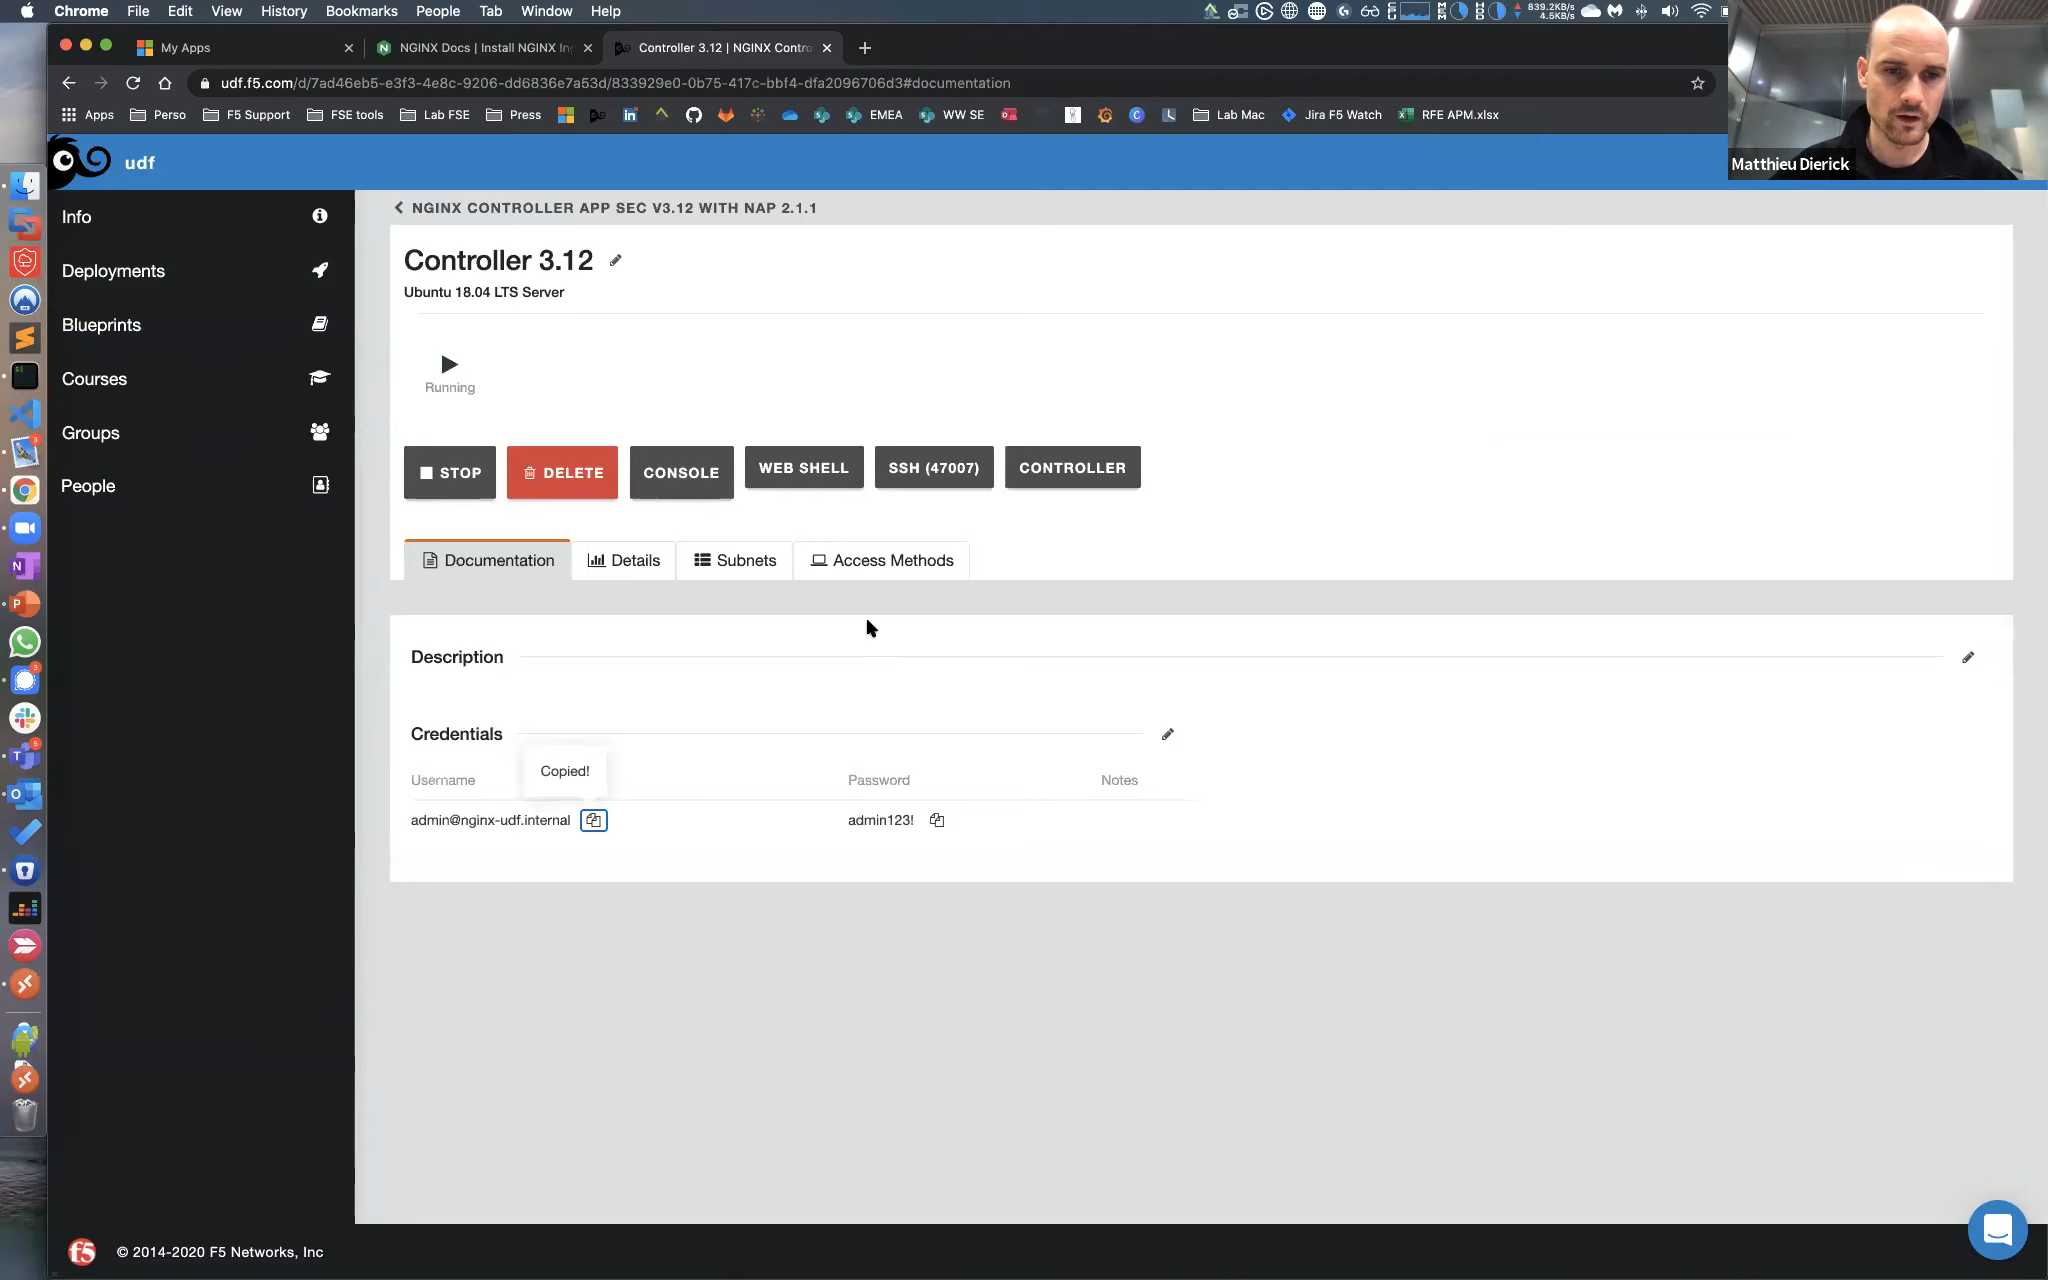 Chrome File Edit View History Bookmarks People Tab Window Help
839.2KB/s
4.5KB/s
My Apps
NGINX Docs | Install NGINX In
Controller 3.12 | NGINX Contro
udf.f5.com/d/7ad46eb5-e3f3-4e8c-9206-dd6836e7a53d/833929e0-0b75-417c-bbf4-dfa2096706d3#documentation
Apps Perso F5 Support FSE tools Lab FSE Press EMEA WW SE Lab Mac Jira F5 Watch RFE APM.xlsx
Matthieu Dierick
udf
Info
Deployments
Blueprints
Courses
Groups
People
NGINX CONTROLLER APP SEC V3.12 WITH NAP 2.1.1
Controller 3.12
Ubuntu 18.04 LTS Server
Running
STOP DELETE CONSOLE WEB SHELL SSH (47007) CONTROLLER
Documentation Details Subnets Access Methods
Description
Credentials
Copied!
Username Password Notes
admin@nginx-udf.internal admin123!
f5 © 2014-2020 F5 Networks, Inc